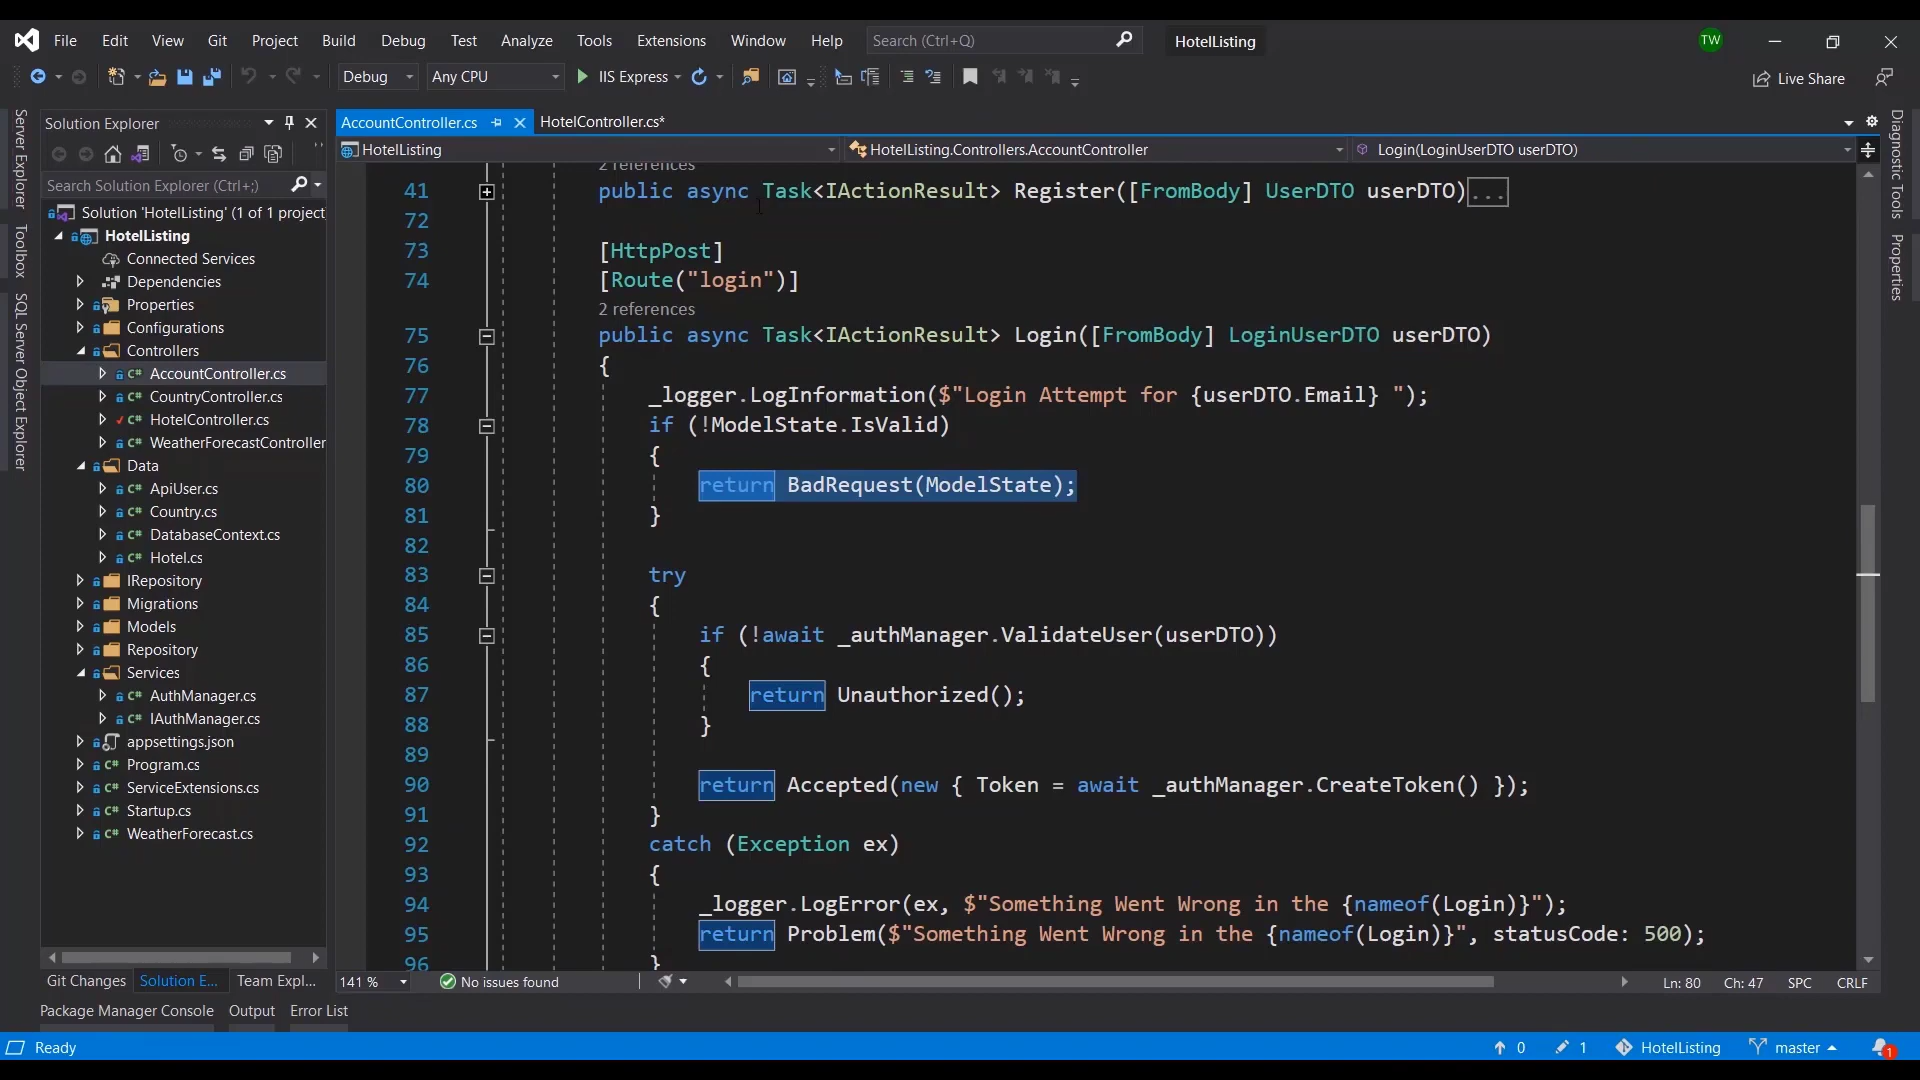 File Edit View Git Project Build Debug Test Analyze Tools Extensions Window Help Search (Ctrl+Q) HotelListing TW
Debug Any CPU IIS Express Live Share
Server Explorer
Toolbox
SQL Server Object Explorer
Solution Explorer
Search Solution Explorer (Ctrl+;)
Solution 'HotelListing' (1 of 1 project
HotelListing
Connected Services
Dependencies
Properties
Configurations
Controllers
C# AccountController.cs
C# CountryController.cs
C# HotelController.cs
C# WeatherForecastController
Data
C# ApiUser.cs
C# Country.cs
C# DatabaseContext.cs
C# Hotel.cs
IRepository
Migrations
Models
Repository
Services
C# AuthManager.cs
C# IAuthManager.cs
appsettings.json
C# Program.cs
C# ServiceExtensions.cs
C# Startup.cs
C# WeatherForecast.cs
Git Changes Solution E... Team Expl...
AccountController.cs HotelController.cs*
HotelListing HotelListing.Controllers.AccountController Login(LoginUserDTO userDTO)
2 references
41 public async Task<IActionResult> Register([FromBody] UserDTO userDTO)...
72
73 [HttpPost]
74 [Route("login")]
2 references
75 public async Task<IActionResult> Login([FromBody] LoginUserDTO userDTO)
76 {
77 _logger.LogInformation($"Login Attempt for {userDTO.Email} ");
78 if (!ModelState.IsValid)
79 {
80 return BadRequest(ModelState);
81 }
82
83 try
84 {
85 if (!await _authManager.ValidateUser(userDTO))
86 {
87 return Unauthorized();
88 }
89
90 return Accepted(new { Token = await _authManager.CreateToken() });
91 }
92 catch (Exception ex)
93 {
94 _logger.LogError(ex, $"Something Went Wrong in the {nameof(Login)}");
95 return Problem($"Something Went Wrong in the {nameof(Login)}", statusCode: 500);
96 }
141 % No issues found Ln: 80 Ch: 47 SPC CRLF
Diagnostic Tools
Properties
Package Manager Console Output Error List
Ready 0 1 HotelListing master 1